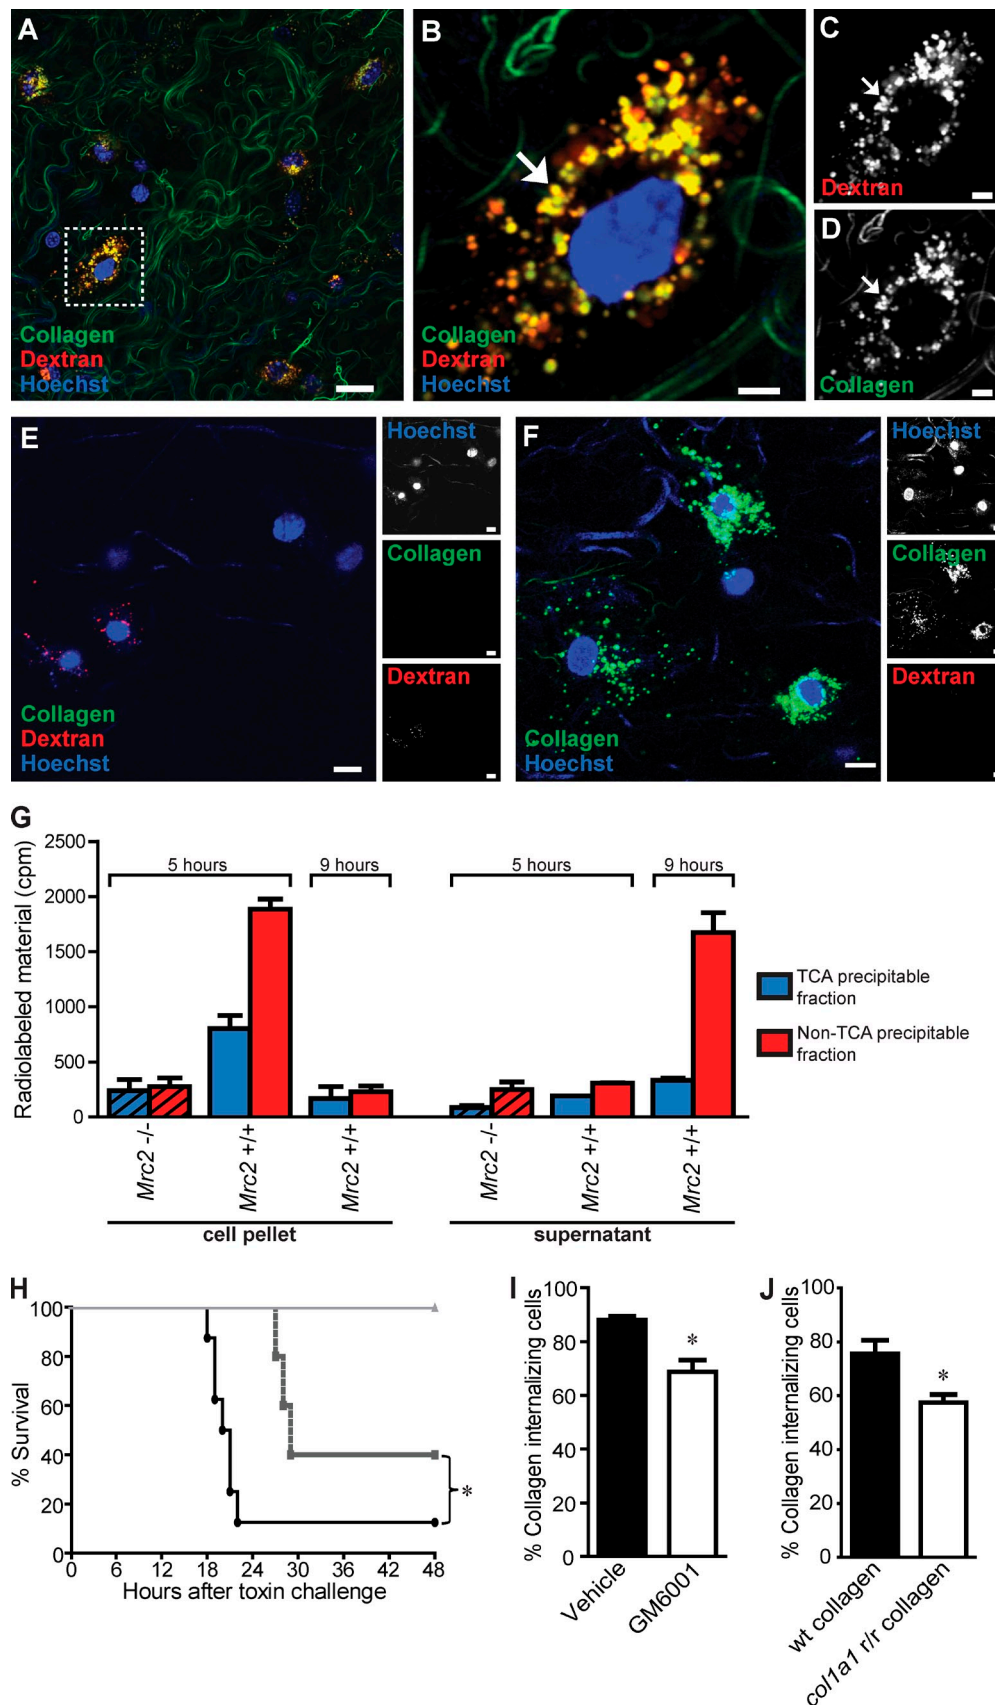 A
Collagen
Dextran
Hoechst
B
Collagen
Dextran
Hoechst
C
Dextran
D
Collagen
E
Collagen
Dextran
Hoechst
Hoechst
Collagen
Dextran
F
Collagen
Hoechst
Hoechst
Collagen
Dextran
G
Radiolabeled material (cpm)
2500
2000
1500
1000
500
0
5 hours
9 hours
5 hours
9 hours
TCA precipitable
fraction
Non-TCA precipitable
fraction
Mrc2 -/-
Mrc2 +/+
Mrc2 +/+
Mrc2 -/-
Mrc2 +/+
Mrc2 +/+
cell pellet
supernatant
H
% Survival
100
80
60
40
20
0
0 6 12 18 24 30 36 42 48
Hours after toxin challenge
*
I
% Collagen internalizing cells
100
80
60
40
20
0
*
Vehicle
GM6001
J
% Collagen internalizing cells
100
80
60
40
20
0
*
wt collagen
col1a1 r/r collagen